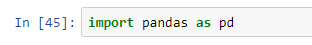 In [45]: import pandas as pd